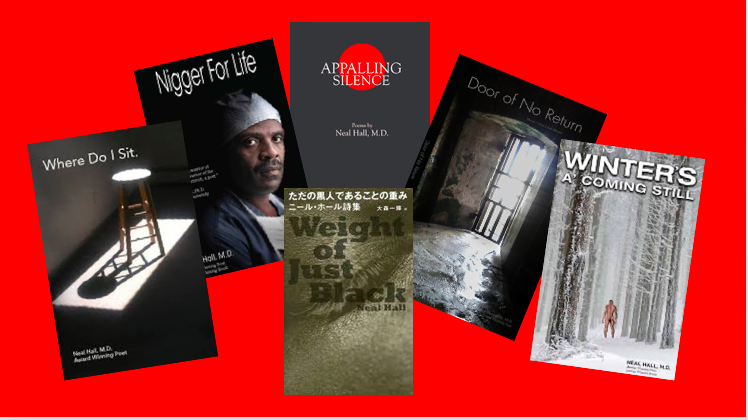 Where Do I Sit.
Neal Hall, M.D.
Award Winning Poet
Nigger For Life
Hall, M.D.
APPALLING
SILENCE
Poems by
Neal Hall, M.D.
ただの黒人であることの重み
ニール・ホール詩集 大森一輝 訳
Weight
of
Just
Black
Neal Hall
Door of No Return
WINTER'S
A' COMING STILL
NEAL HALL, M.D.